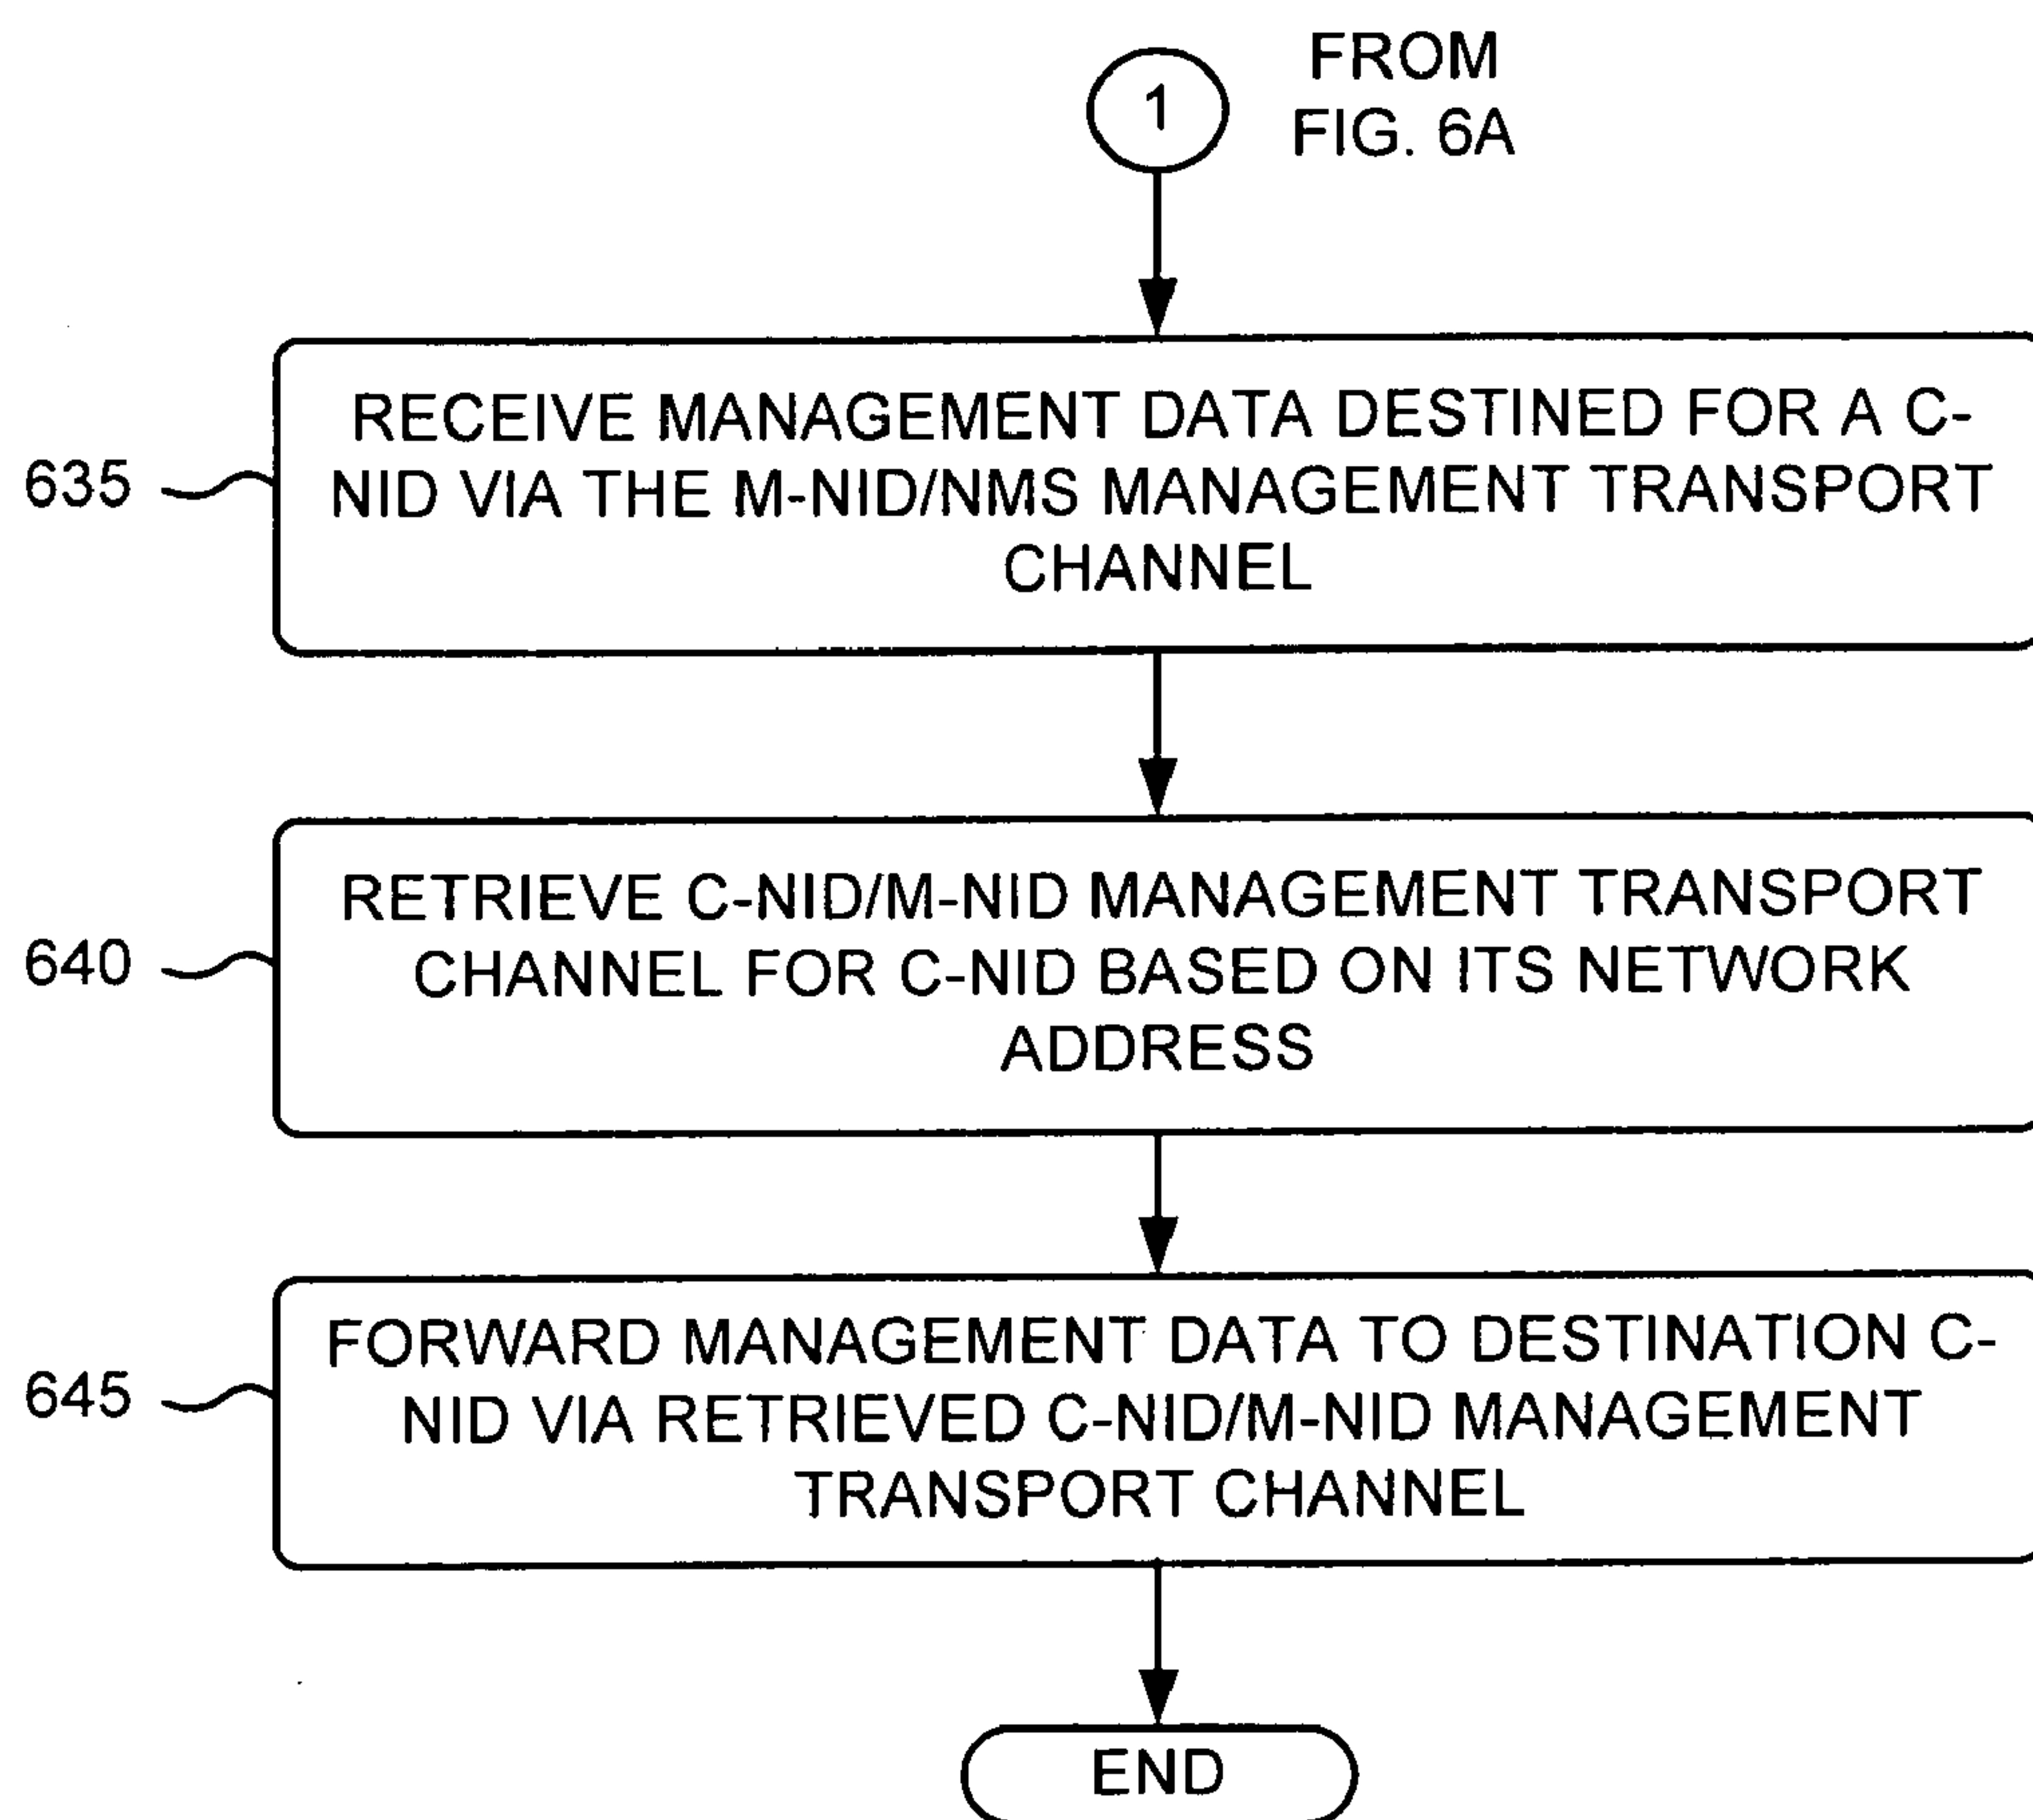 1
FROM
FIG. 6A
635
RECEIVE MANAGEMENT DATA DESTINED FOR A C-
NID VIA THE M-NID/NMS MANAGEMENT TRANSPORT
CHANNEL
640
RETRIEVE C-NID/M-NID MANAGEMENT TRANSPORT
CHANNEL FOR C-NID BASED ON ITS NETWORK
ADDRESS
645
FORWARD MANAGEMENT DATA TO DESTINATION C-
NID VIA RETRIEVED C-NID/M-NID MANAGEMENT
TRANSPORT CHANNEL
END